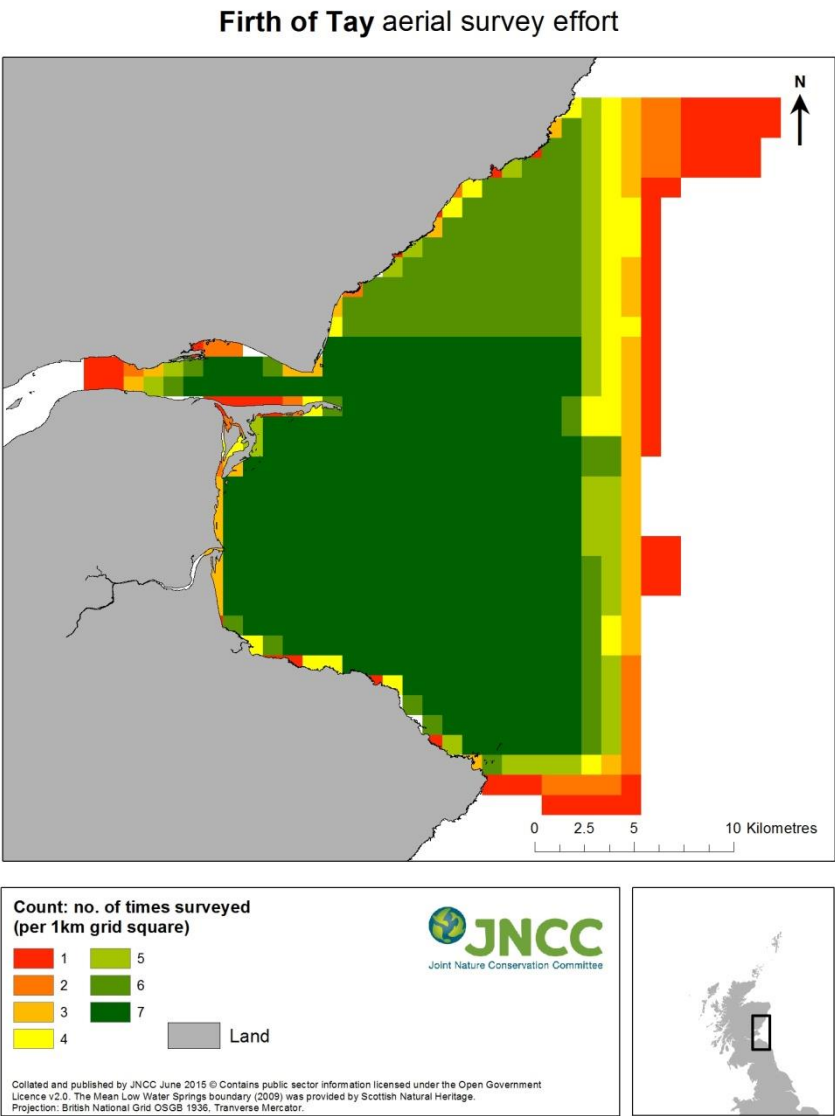 Firth of Tay aerial survey effort
N
0 2.5 5 10 Kilometres
Count: no. of times surveyed
(per 1km grid square)
1 5
2 6
3 7
4
Land
JNCC
Joint Nature Conservation Committee
Collated and published by JNCC June 2015 © Contains public sector information licensed under the Open Government
Licence v2.0. The Mean Low Water Springs boundary (2009) was provided by Scottish Natural Heritage.
Projection: British National Grid OSGB 1936, Tranverse Mercator.